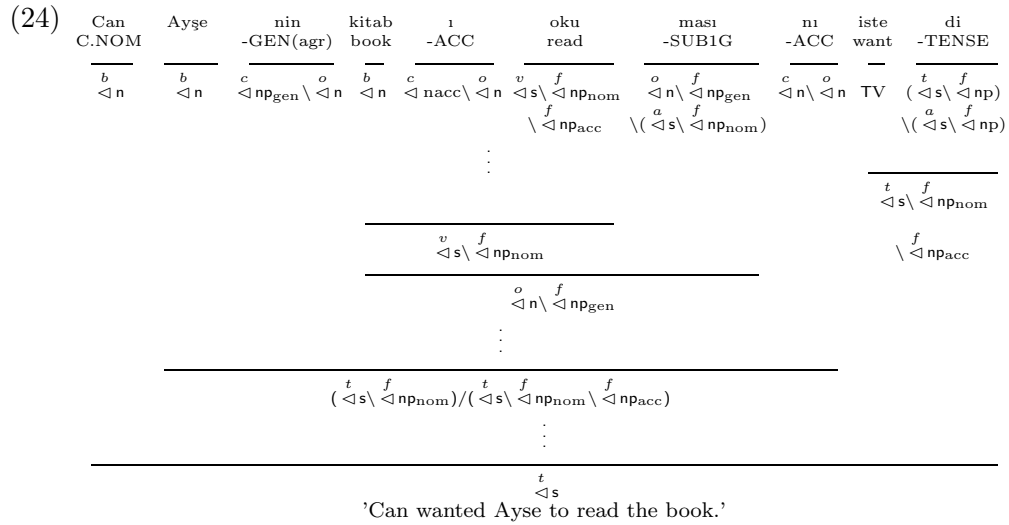 (24) Can Ayşe nin kitab ı oku ması nı iste di
C.NOM -GEN(agr) book -ACC read -SUB1G -ACC want -TENSE
b b c o b c o v f o f c o t f
◁ n ◁ n ◁ np_gen\ ◁ n ◁ n ◁ nacc\ ◁ n ◁ s\ ◁ np_nom ◁ n\ ◁ np_gen ◁ n\ ◁ n TV ( ◁ s\ ◁ np)
f a f a f
\ ◁ np_acc \( ◁ s\ ◁ np_nom) \( ◁ s\ ◁ np)
⋮
t f
◁ s\ ◁ np_nom
v f f
◁ s\ ◁ np_nom \ ◁ np_acc
o f
◁ n\ ◁ np_gen
⋮
t f t f f
( ◁ s\ ◁ np_nom)/( ◁ s\ ◁ np_nom\ ◁ np_acc)
⋮
t
◁ s
’Can wanted Ayse to read the book.’